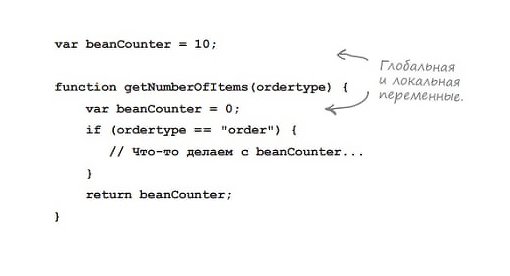 var beanCounter = 10;
Глобальная
и локальная
переменные.
function getNumberOfItems(ordertype) {
var beanCounter = 0;
if (ordertype == "order") {
// Что-то делаем с beanCounter...
}
return beanCounter;
}